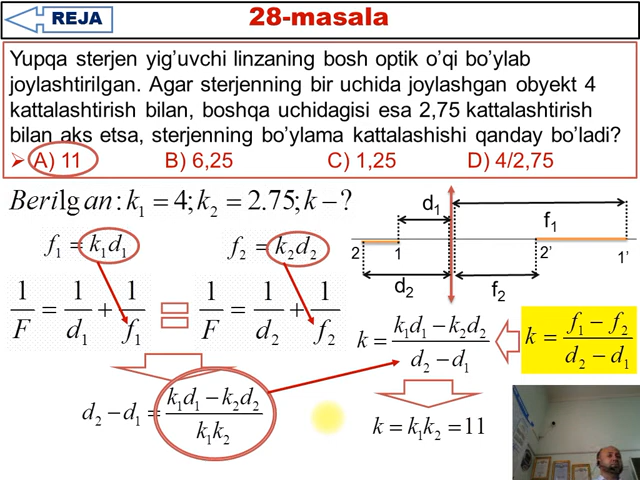 REJA
28-masala
Yupqa sterjen yig’uvchi linzaning bosh optik o’qi bo’ylab
joylashtirilgan. Agar sterjenning bir uchida joylashgan obyekt 4
kattalashtirish bilan, boshqa uchidagisi esa 2,75 kattalashtirish
bilan aks etsa, sterjenning bo’ylama kattalashishi qanday bo’ladi?
➢ A) 11 B) 6,25 C) 1,25 D) 4/2,75
Berilgan: k₁ = 4; k₂ = 2.75; k – ?
f₁ = k₁d₁ f₂ = k₂d₂
d₁ f₁
2 1 2’ 1’
d₂ f₂
1/F = 1/d₁ + 1/f₁ = 1/F = 1/d₂ + 1/f₂
k = (k₁d₁ – k₂d₂)/(d₂ – d₁) k = (f₁ – f₂)/(d₂ – d₁)
d₂ – d₁ = (k₁d₁ – k₂d₂)/(k₁k₂) k = k₁k₂ = 11